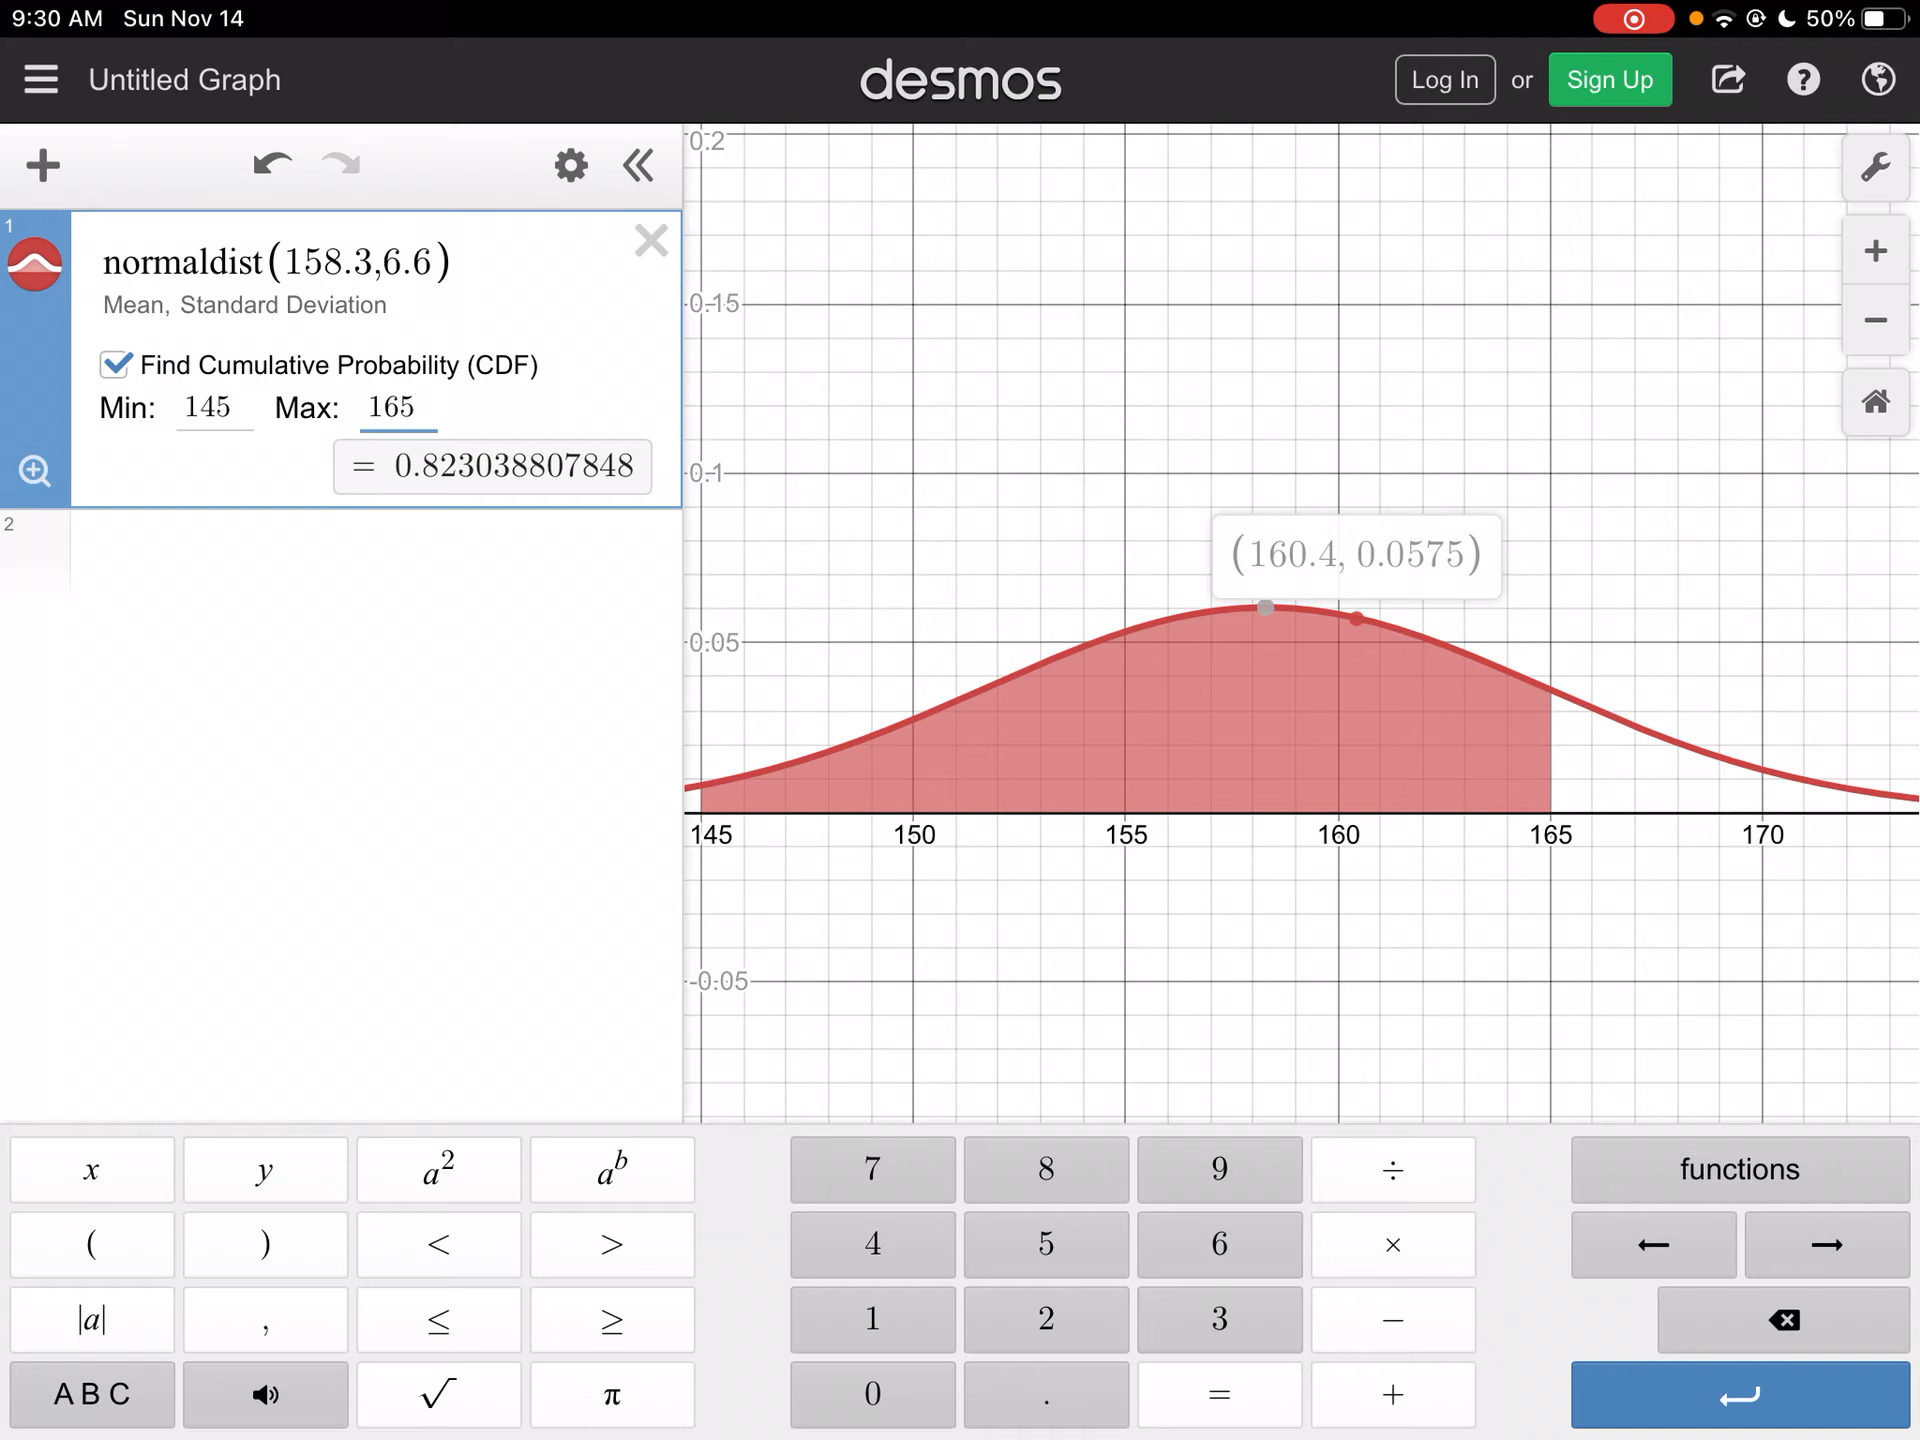 9:30 AM Sun Nov 14
50%
Untitled Graph
desmos
Log In or Sign Up
1
normaldist(158.3,6.6)
Mean, Standard Deviation
Find Cumulative Probability (CDF)
Min: 145 Max: 165
= 0.823038807848
2
0.2
0.15
0.1
(160.4, 0.0575)
0.05
145 150 155 160 165 170
-0.05
x y a² aᵇ 7 8 9 ÷ functions
( ) < > 4 5 6 × ← →
|a| , ≤ ≥ 1 2 3 −
A B C √ π 0 . = +